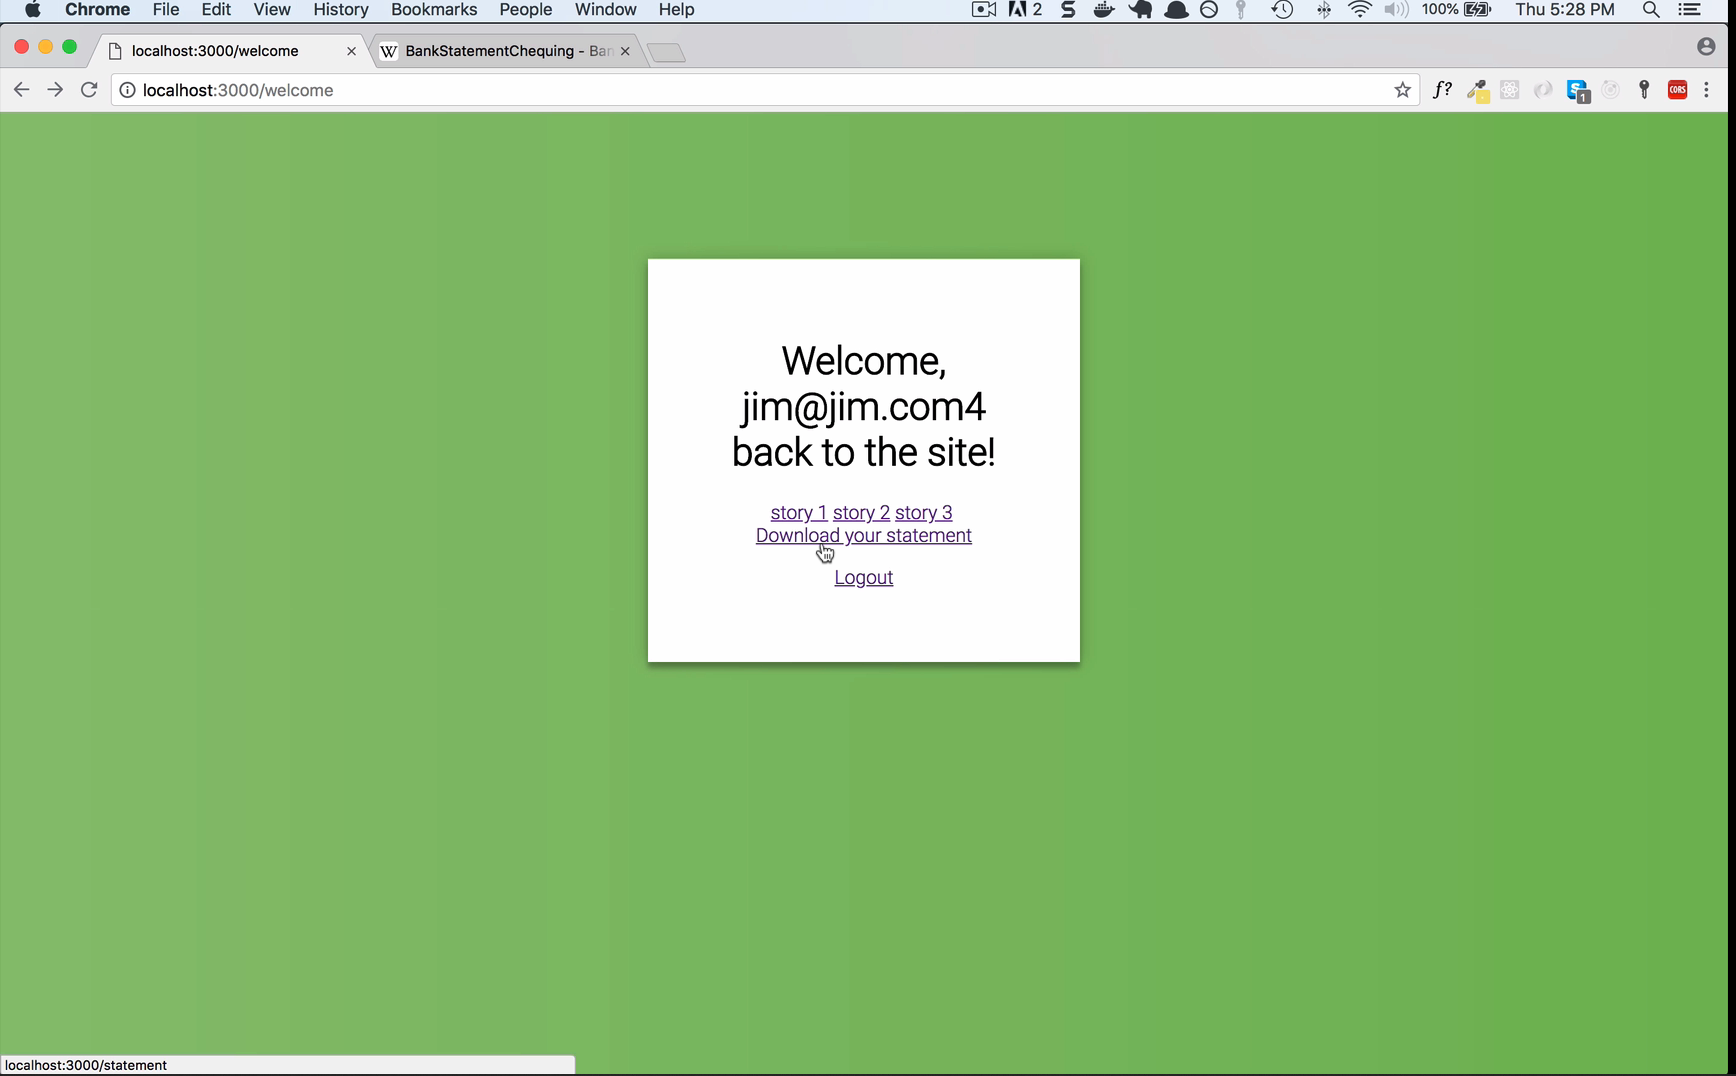 Chrome File Edit View History Bookmarks People Window Help 2 100% Thu 5:28 PM
localhost:3000/welcome W BankStatementChequing - Ban
localhost:3000/welcome f? S 1 CORS
Welcome,
jim@jim.com4
back to the site!
story 1 story 2 story 3
Download your statement
Logout
localhost:3000/statement